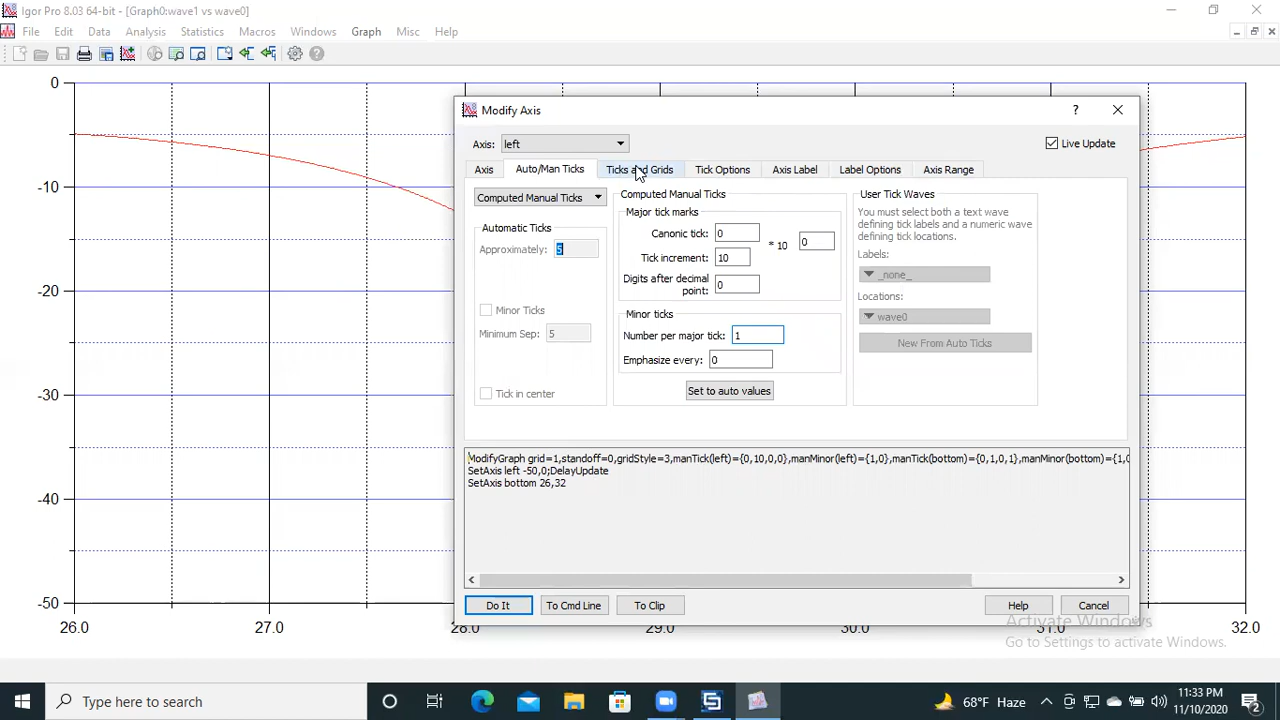 Igor Pro 8.03 64-bit - [Graph0:wave1 vs wave0]
File Edit Data Analysis Statistics Macros Windows Graph Misc Help
0
-10
-20
-30
-40
-50
26.0 27.0 28.0 29.0 30.0 31.0 32.0
Modify Axis
?
Axis: left
Live Update
Axis Auto/Man Ticks Ticks and Grids Tick Options Axis Label Label Options Axis Range
Computed Manual Ticks
Automatic Ticks
Approximately: 5
Minor Ticks
Minimum Sep: 5
Tick in center
Computed Manual Ticks
Major tick marks
Canonic tick: 0 * 10 0
Tick increment: 10
Digits after decimal
point: 0
Minor ticks
Number per major tick: 1
Emphasize every: 0
Set to auto values
User Tick Waves
You must select both a text wave
defining tick labels and a numeric wave
defining tick locations.
Labels:
_none_
Locations:
wave0
New From Auto Ticks
ModifyGraph grid=1,standoff=0,gridStyle=3,manTick(left)={0,10,0,0},manMinor(left)={1,0},manTick(bottom)={0,1,0,1},manMinor(bottom)={1,0
SetAxis left -50,0;DelayUpdate
SetAxis bottom 26,32
Do It To Cmd Line To Clip Help Cancel
Activate Windows
Go to Settings to activate Windows.
Type here to search
68°F Haze
11:33 PM
11/10/2020
2